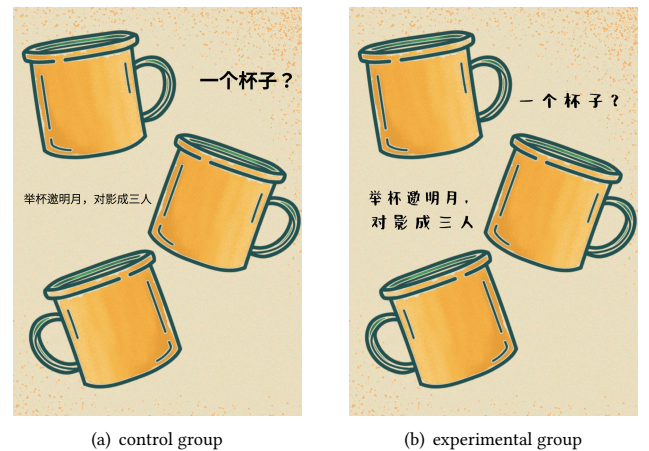 一个杯子？
举杯邀明月，对影成三人
(a) control group
一个杯子？
举杯邀明月，
对影成三人
(b) experimental group